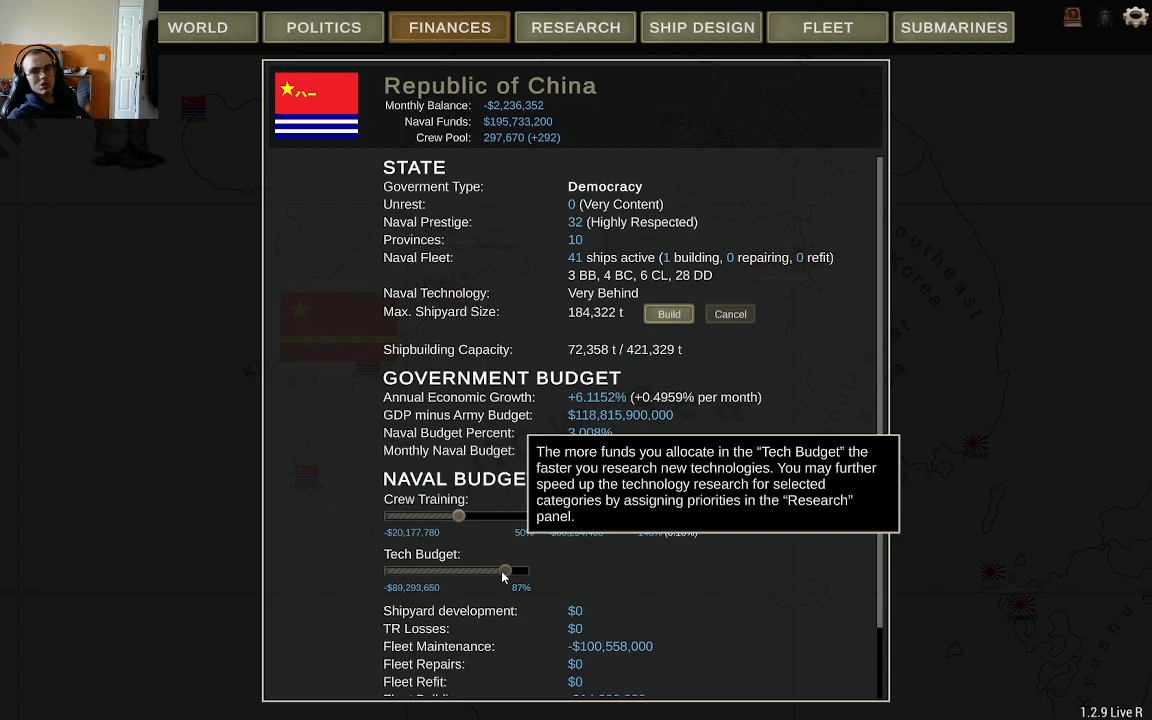 WORLD
POLITICS
FINANCES
RESEARCH
SHIP DESIGN
FLEET
SUBMARINES
Republic of China
Monthly Balance: -$2,236,352
Naval Funds: $195,733,200
Crew Pool: 297,670 (+292)
STATE
Goverment Type: Democracy
Unrest: 0 (Very Content)
Naval Prestige: 32 (Highly Respected)
Provinces: 10
Naval Fleet: 41 ships active (1 building, 0 repairing, 0 refit)
3 BB, 4 BC, 6 CL, 28 DD
Naval Technology: Very Behind
Max. Shipyard Size: 184,322 t Build Cancel
Shipbuilding Capacity: 72,358 t / 421,329 t
GOVERNMENT BUDGET
Annual Economic Growth: +6.1152% (+0.4959% per month)
GDP minus Army Budget: $118,815,900,000
Naval Budget Percent: 3.008%
Monthly Naval Budget:
The more funds you allocate in the “Tech Budget” the
faster you research new technologies. You may further
speed up the technology research for selected
categories by assigning priorities in the “Research”
panel.
NAVAL BUDGE
Crew Training:
-$20,177,780 50%
Tech Budget:
-$89,293,650 87%
Shipyard development: $0
TR Losses: $0
Fleet Maintenance: -$100,558,000
Fleet Repairs: $0
Fleet Refit: $0
Southeast
Korea
Kyushu
1.2.9 Live R